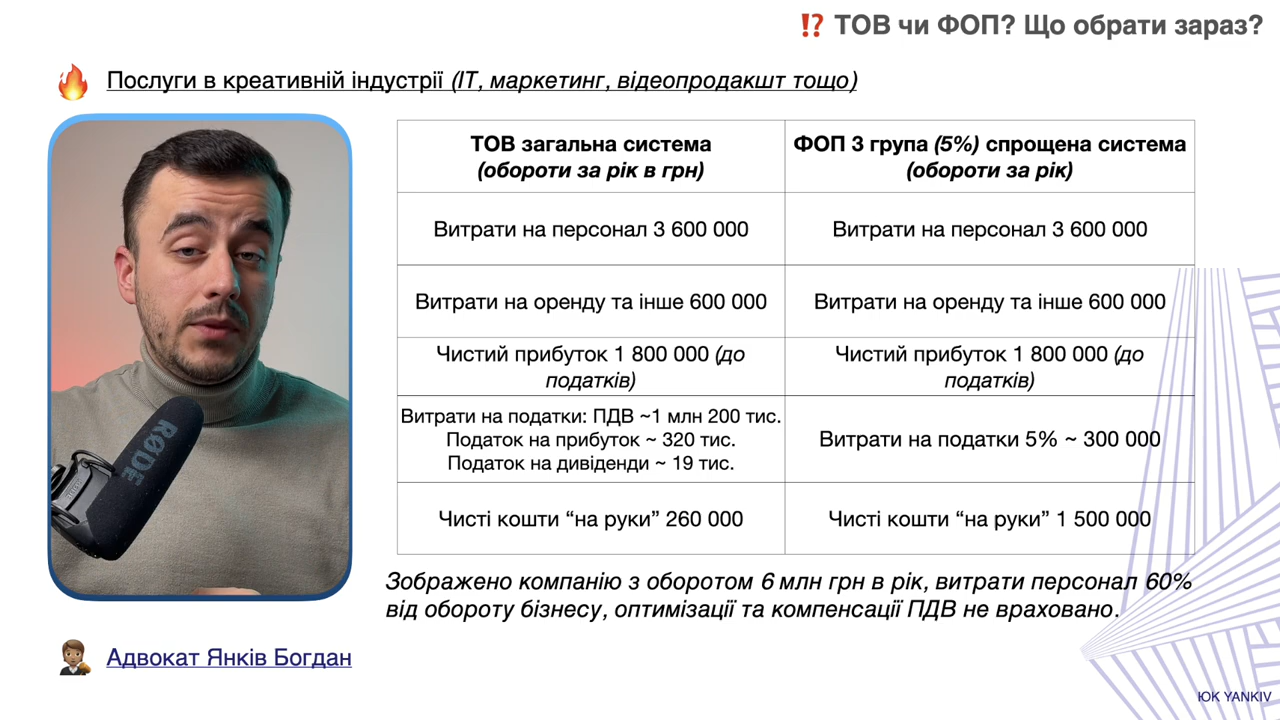 ⁉️ ТОВ чи ФОП? Що обрати зараз?
Послуги в креативній індустрії (ІТ, маркетинг, відеопродакшт тощо)
ТОВ загальна система
(обороти за рік в грн)
ФОП 3 група (5%) спрощена система
(обороти за рік)
Витрати на персонал 3 600 000
Витрати на персонал 3 600 000
Витрати на оренду та інше 600 000
Витрати на оренду та інше 600 000
Чистий прибуток 1 800 000 (до
податків)
Чистий прибуток 1 800 000 (до
податків)
Витрати на податки: ПДВ ~1 млн 200 тис.
Податок на прибуток ~ 320 тис.
Податок на дивіденди ~ 19 тис.
Витрати на податки 5% ~ 300 000
Чисті кошти “на руки” 260 000
Чисті кошти “на руки” 1 500 000
RØDE
Зображено компанію з оборотом 6 млн грн в рік, витрати персонал 60%
від обороту бізнесу, оптимізації та компенсації ПДВ не враховано.
Адвокат Янків Богдан
ЮК YANKIV